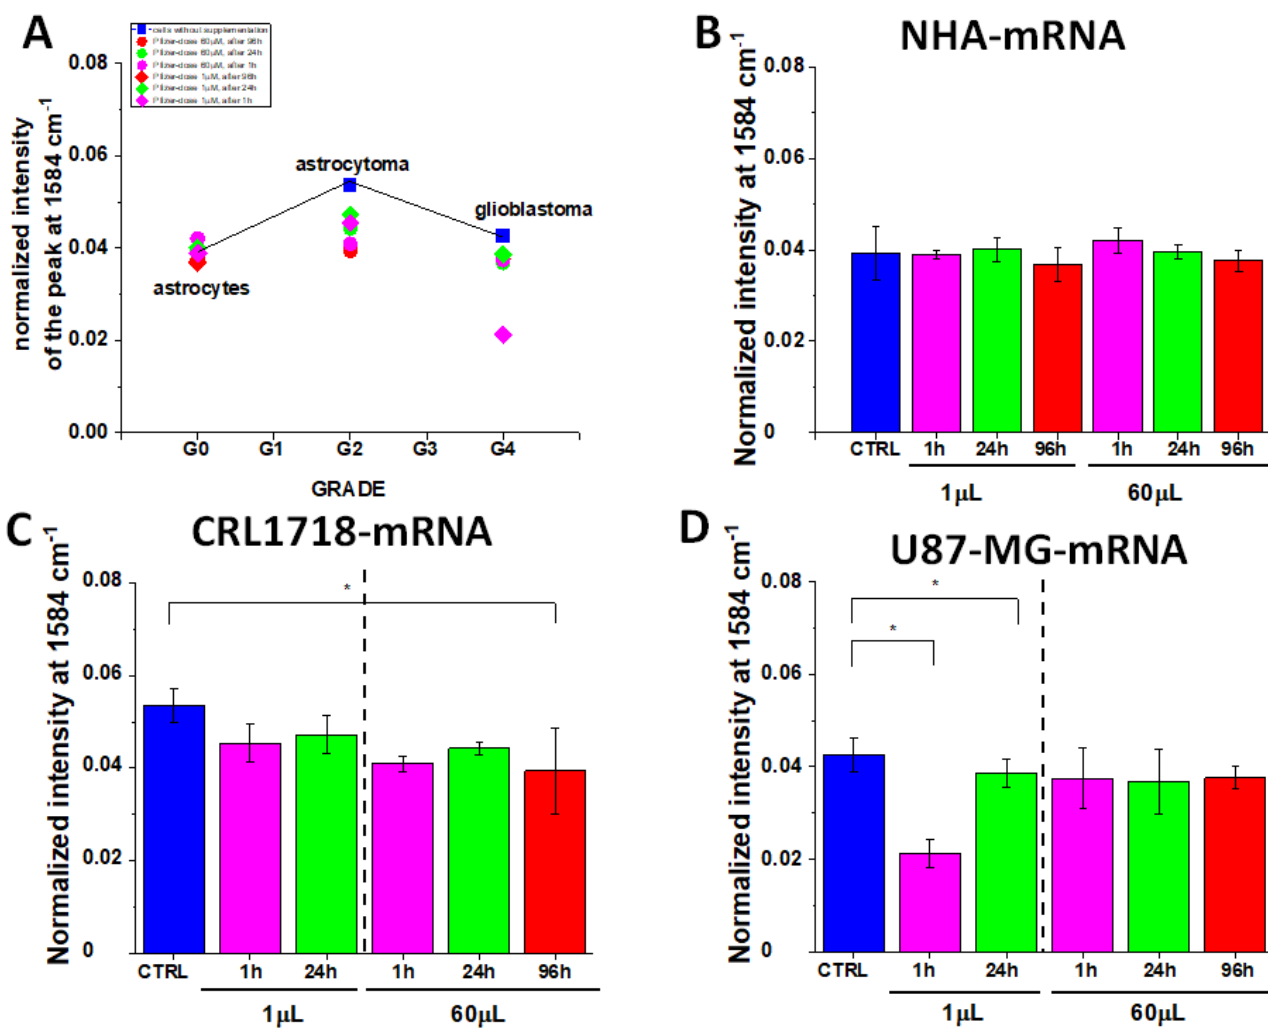 A
cells without supplementation
Pfizer-dose 60µM, after 96h
Pfizer-dose 60µM, after 24h
Pfizer-dose 60µM, after 1h
Pfizer-dose 1µM, after 96h
Pfizer-dose 1µM, after 24h
Pfizer-dose 1µM, after 1h
normalized intensity
of the peak at 1584 cm⁻¹
0.08
0.06
0.04
0.02
0.00
astrocytoma
glioblastoma
astrocytes
G0 G1 G2 G3 G4
GRADE
B
NHA-mRNA
Normalized intensity at 1584 cm⁻¹
0.08
0.06
0.04
0.02
0
CTRL 1h 24h 96h 1h 24h 96h
1µL 60µL
C
CRL1718-mRNA
Normalized intensity at 1584 cm⁻¹
0.08
0.06
0.04
0.02
0
*
CTRL 1h 24h 1h 24h 96h
1µL 60µL
D
U87-MG-mRNA
Normalized intensity at 1584 cm⁻¹
0.08
0.06
0.04
0.02
0
*
*
CTRL 1h 24h 1h 24h 96h
1µL 60µL